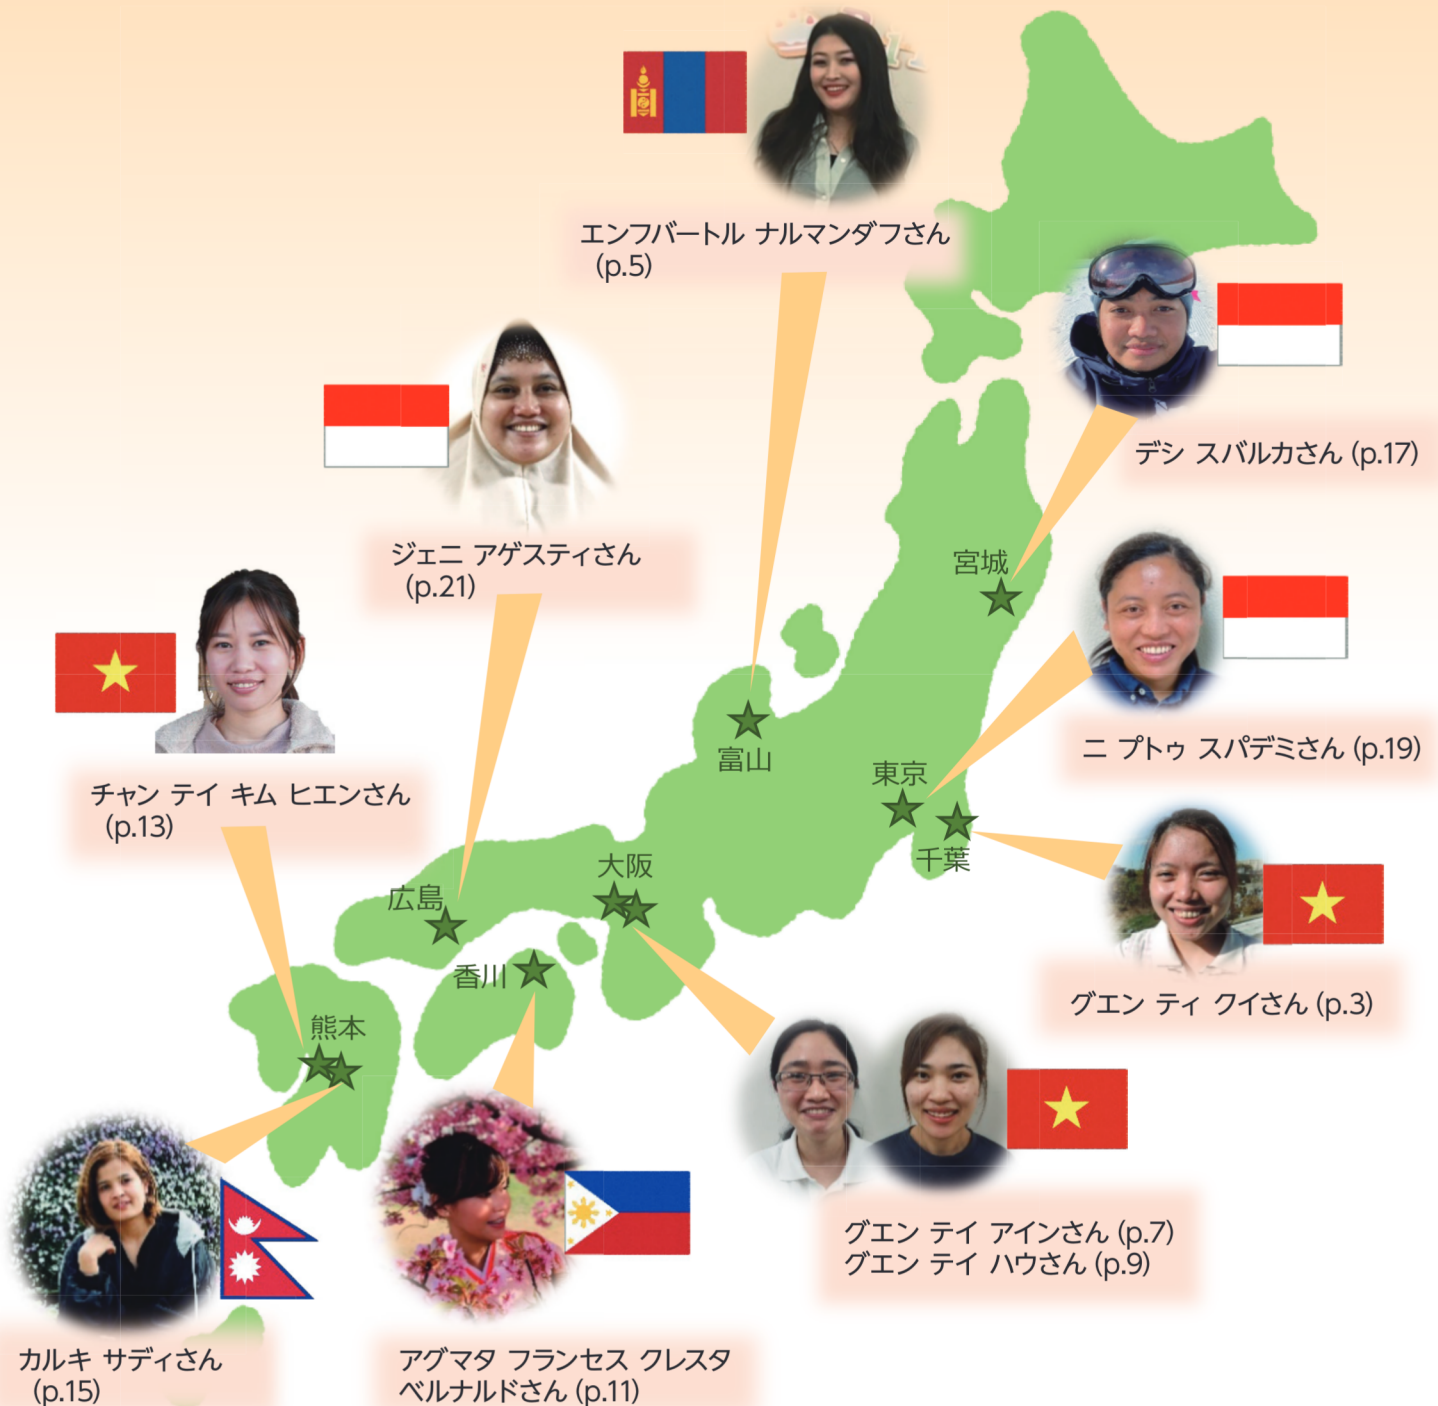 エンフバートル ナルマンダフさん
(p.5)
デシ スバルカさん (p.17)
ジェニ アゲスティさん
(p.21)
宮城
ニ プトゥ スパデミさん (p.19)
チャン テイ キム ヒエンさん
(p.13)
富山
東京
千葉
大阪
広島
香川
熊本
グエン ティ クイさん (p.3)
グエン テイ アインさん (p.7)
グエン テイ ハウさん (p.9)
カルキ サディさん
(p.15)
アグマタ フランセス クレスタ
ベルナルドさん (p.11)